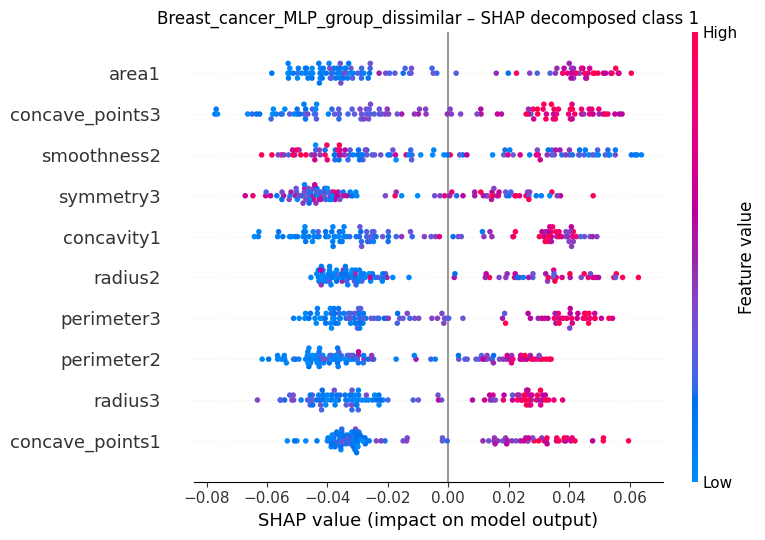 Breast_cancer_MLP_group_dissimilar – SHAP decomposed class 1
High
area1
concave_points3
smoothness2
symmetry3
concavity1
radius2
perimeter3
perimeter2
radius3
concave_points1
Feature value
Low
−0.08 −0.06 −0.04 −0.02 0.00 0.02 0.04 0.06
SHAP value (impact on model output)